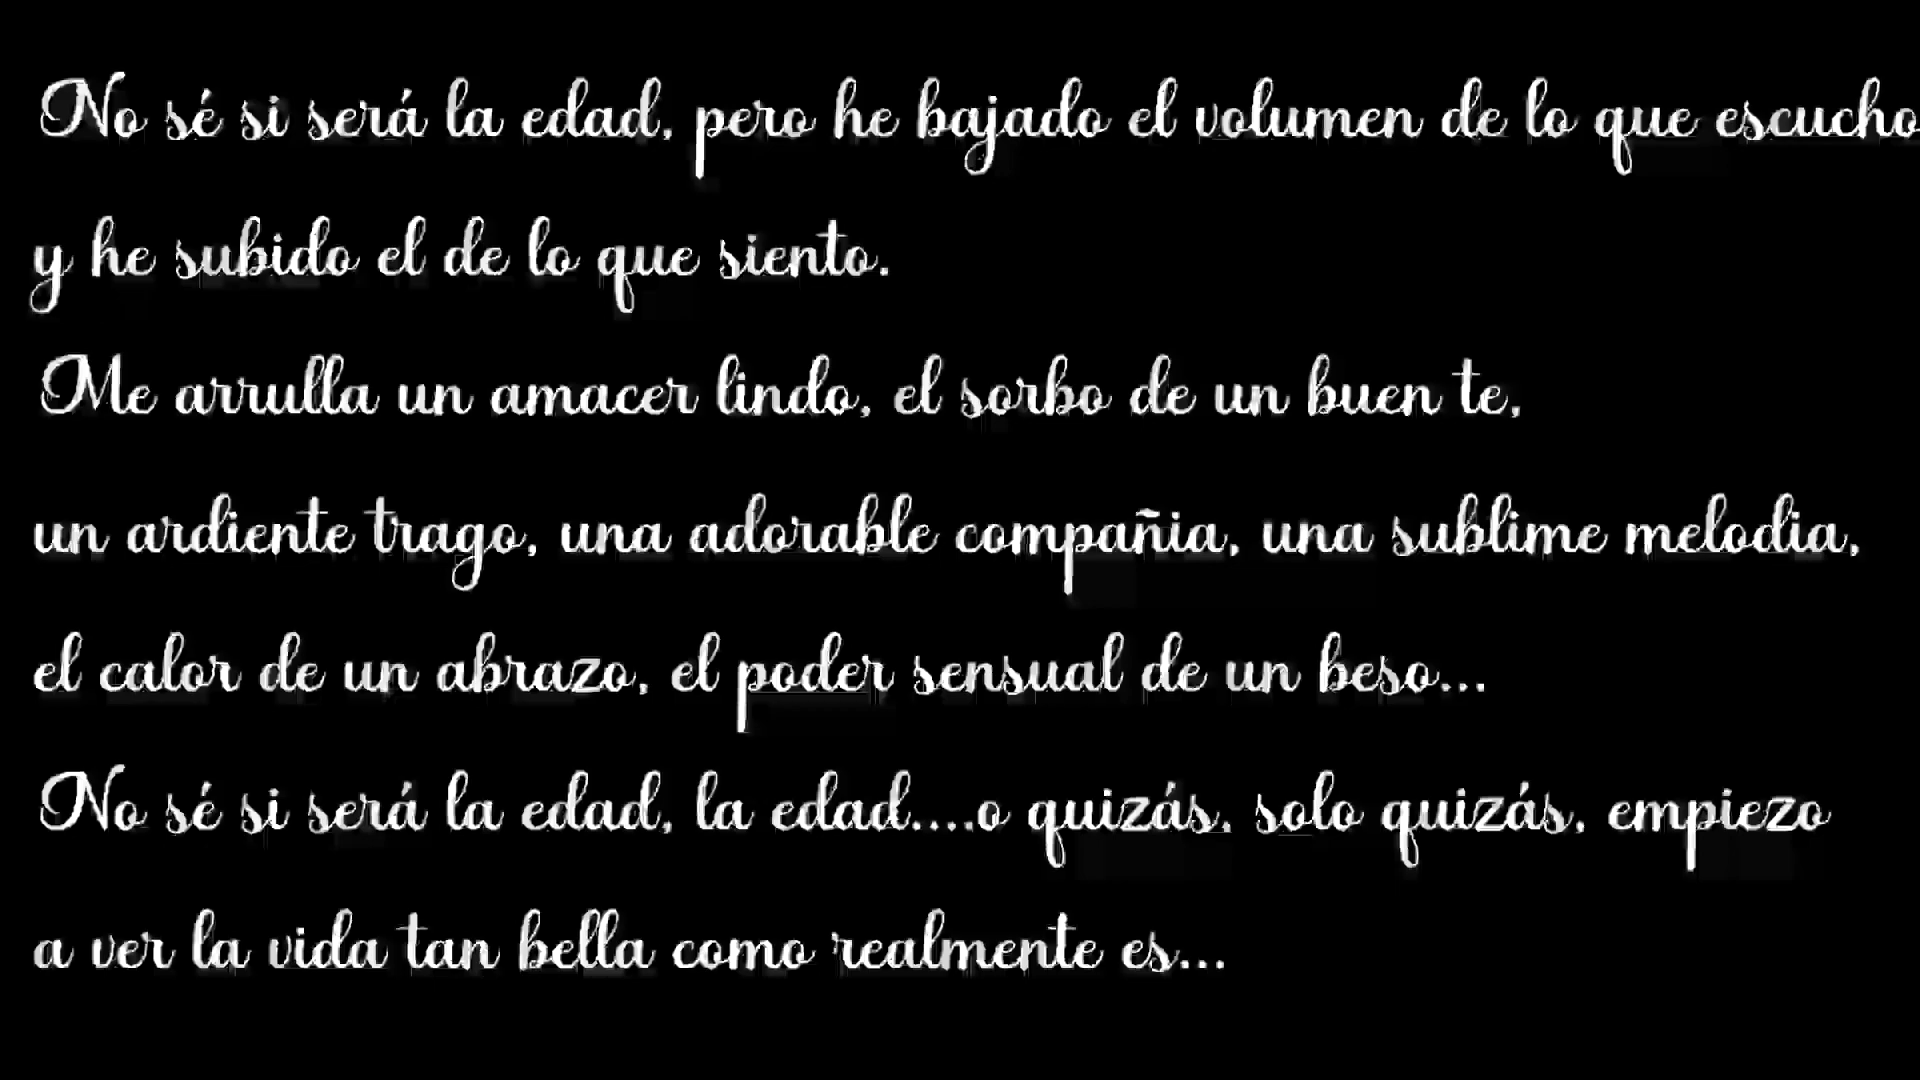 No sé si será la edad, pero he bajado el volumen de lo que escucho
y he subido el de lo que siento.
Me arrulla un amacer lindo, el sorbo de un buen te,
un ardiente trago, una adorable compañia, una sublime melodia,
el calor de un abrazo, el poder sensual de un beso...
No sé si será la edad, la edad....o quizás, solo quizás, empiezo
a ver la vida tan bella como realmente es...